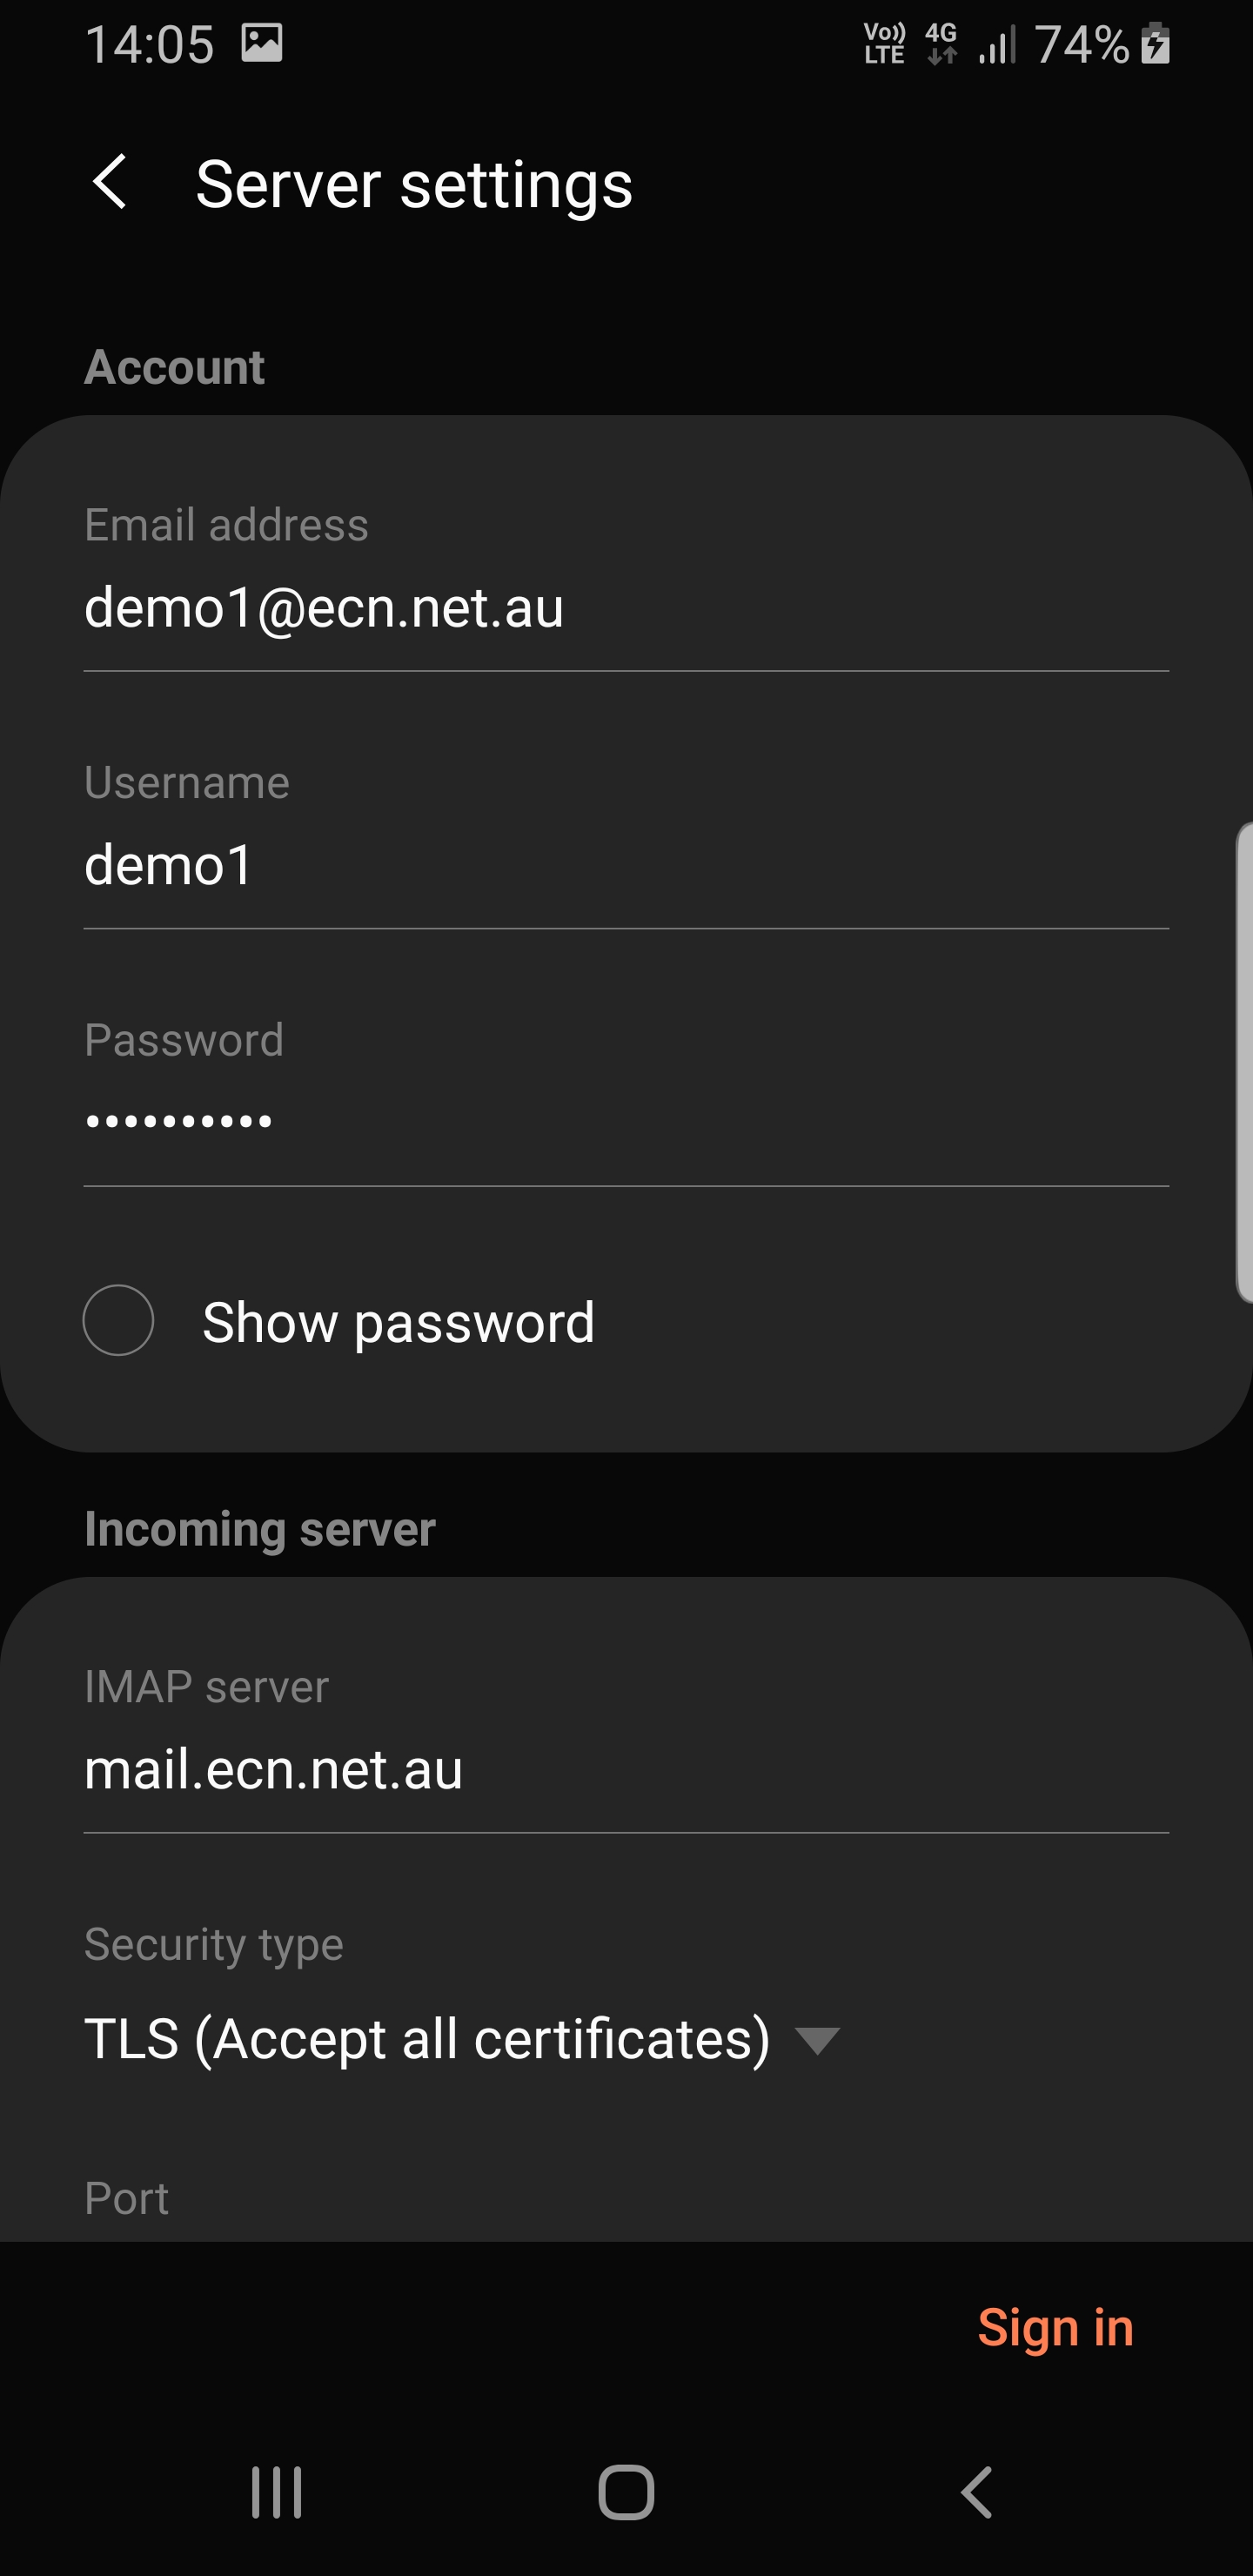 14:05 Vo)) LTE 4G 74%
Server settings
Account
Email address
demo1@ecn.net.au
Username
demo1
Password
••••••••••
Show password
Incoming server
IMAP server
mail.ecn.net.au
Security type
TLS (Accept all certificates)
Port
Sign in